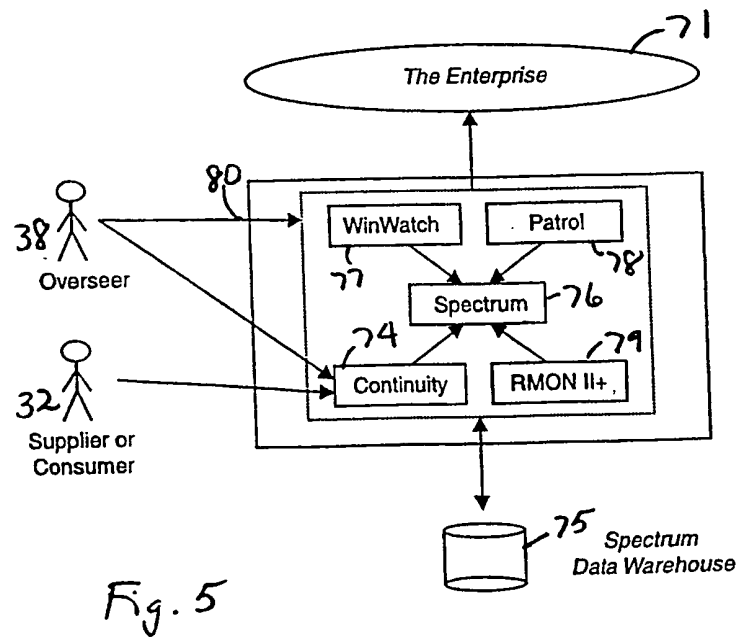 71
The Enterprise
80
WinWatch
Patrol
38
77
78
Overseer
Spectrum
76
74
79
Continuity
RMON II+
32
Supplier or
Consumer
75
Spectrum
Data Warehouse
Fig. 5